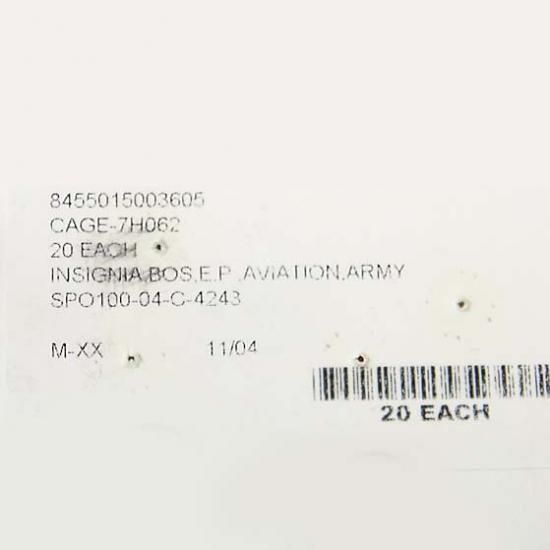 8455015003605
CAGE-7H062
20 EACH
INSIGNIA,BOS,E.P.,AVIATION,ARMY
SPO100-04-C-4243
M-XX 11/04
20 EACH